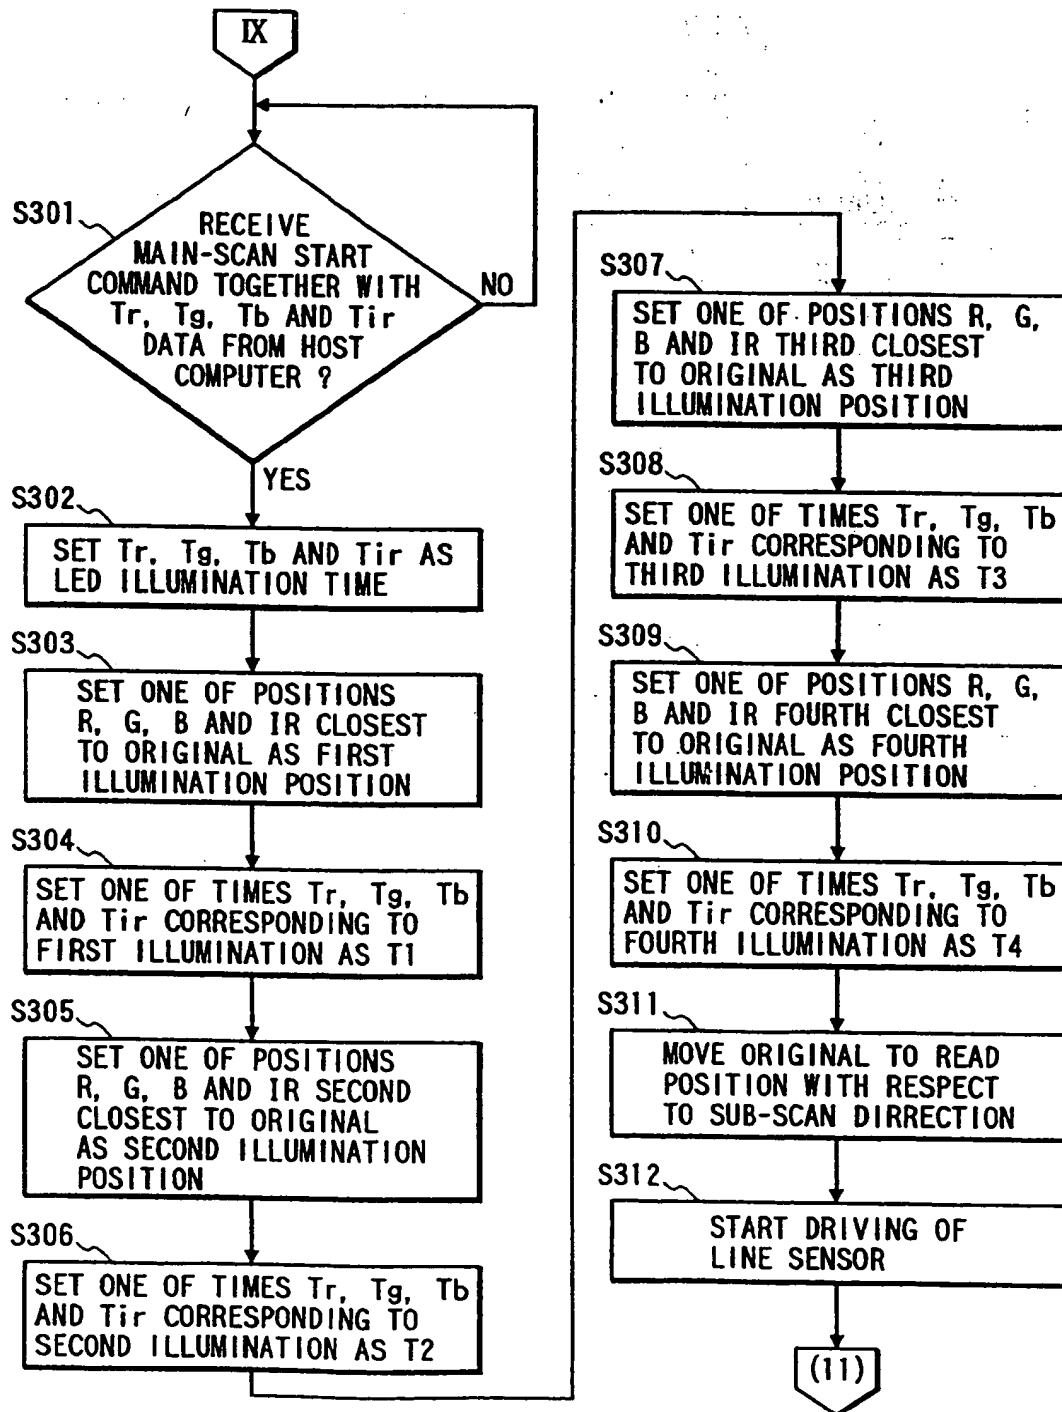 IX
S301
RECEIVE
MAIN-SCAN START
COMMAND TOGETHER WITH
Tr, Tg, Tb AND Tir
DATA FROM HOST
COMPUTER ?
NO
YES
S302
SET Tr, Tg, Tb AND Tir AS
LED ILLUMINATION TIME
S303
SET ONE OF POSITIONS
R, G, B AND IR CLOSEST
TO ORIGINAL AS FIRST
ILLUMINATION POSITION
S304
SET ONE OF TIMES Tr, Tg, Tb
AND Tir CORRESPONDING TO
FIRST ILLUMINATION AS T1
S305
SET ONE OF POSITIONS
R, G, B AND IR SECOND
CLOSEST TO ORIGINAL
AS SECOND ILLUMINATION
POSITION
S306
SET ONE OF TIMES Tr, Tg, Tb
AND Tir CORRESPONDING TO
SECOND ILLUMINATION AS T2
S307
SET ONE OF POSITIONS R, G,
B AND IR THIRD CLOSEST
TO ORIGINAL AS THIRD
ILLUMINATION POSITION
S308
SET ONE OF TIMES Tr, Tg, Tb
AND Tir CORRESPONDING TO
THIRD ILLUMINATION AS T3
S309
SET ONE OF POSITIONS R, G,
B AND IR FOURTH CLOSEST
TO ORIGINAL AS FOURTH
ILLUMINATION POSITION
S310
SET ONE OF TIMES Tr, Tg, Tb
AND Tir CORRESPONDING TO
FOURTH ILLUMINATION AS T4
S311
MOVE ORIGINAL TO READ
POSITION WITH RESPECT
TO SUB-SCAN DIRRECTION
S312
START DRIVING OF
LINE SENSOR
(11)